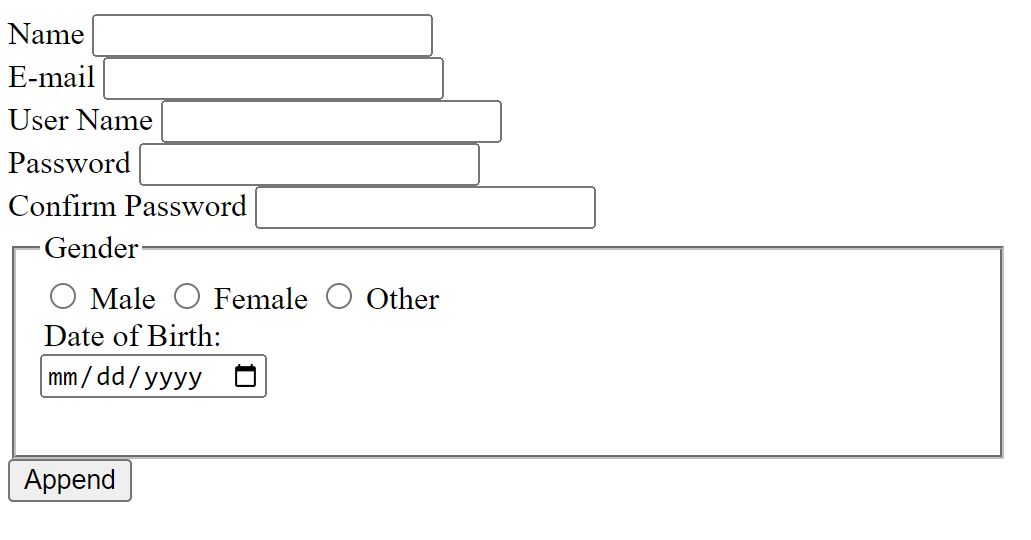 Name
E-mail
User Name
Password
Confirm Password
Gender
Male Female Other
Date of Birth:
mm/dd/yyyy
Append